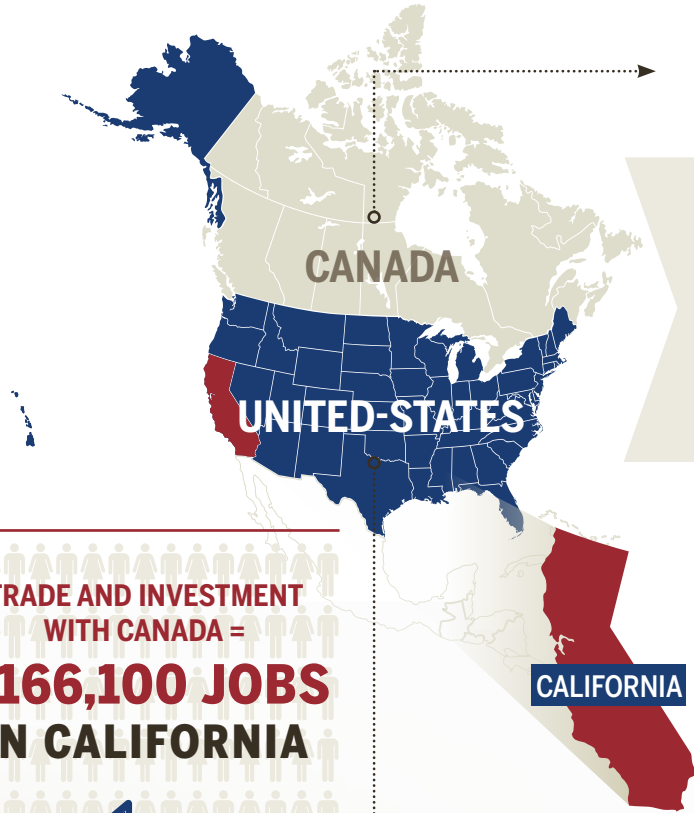 CANADA
UNITED-STATES
TRADE AND INVESTMENT
WITH CANADA =
166,100 JOBS
N CALIFORNIA
CALIFORNIA